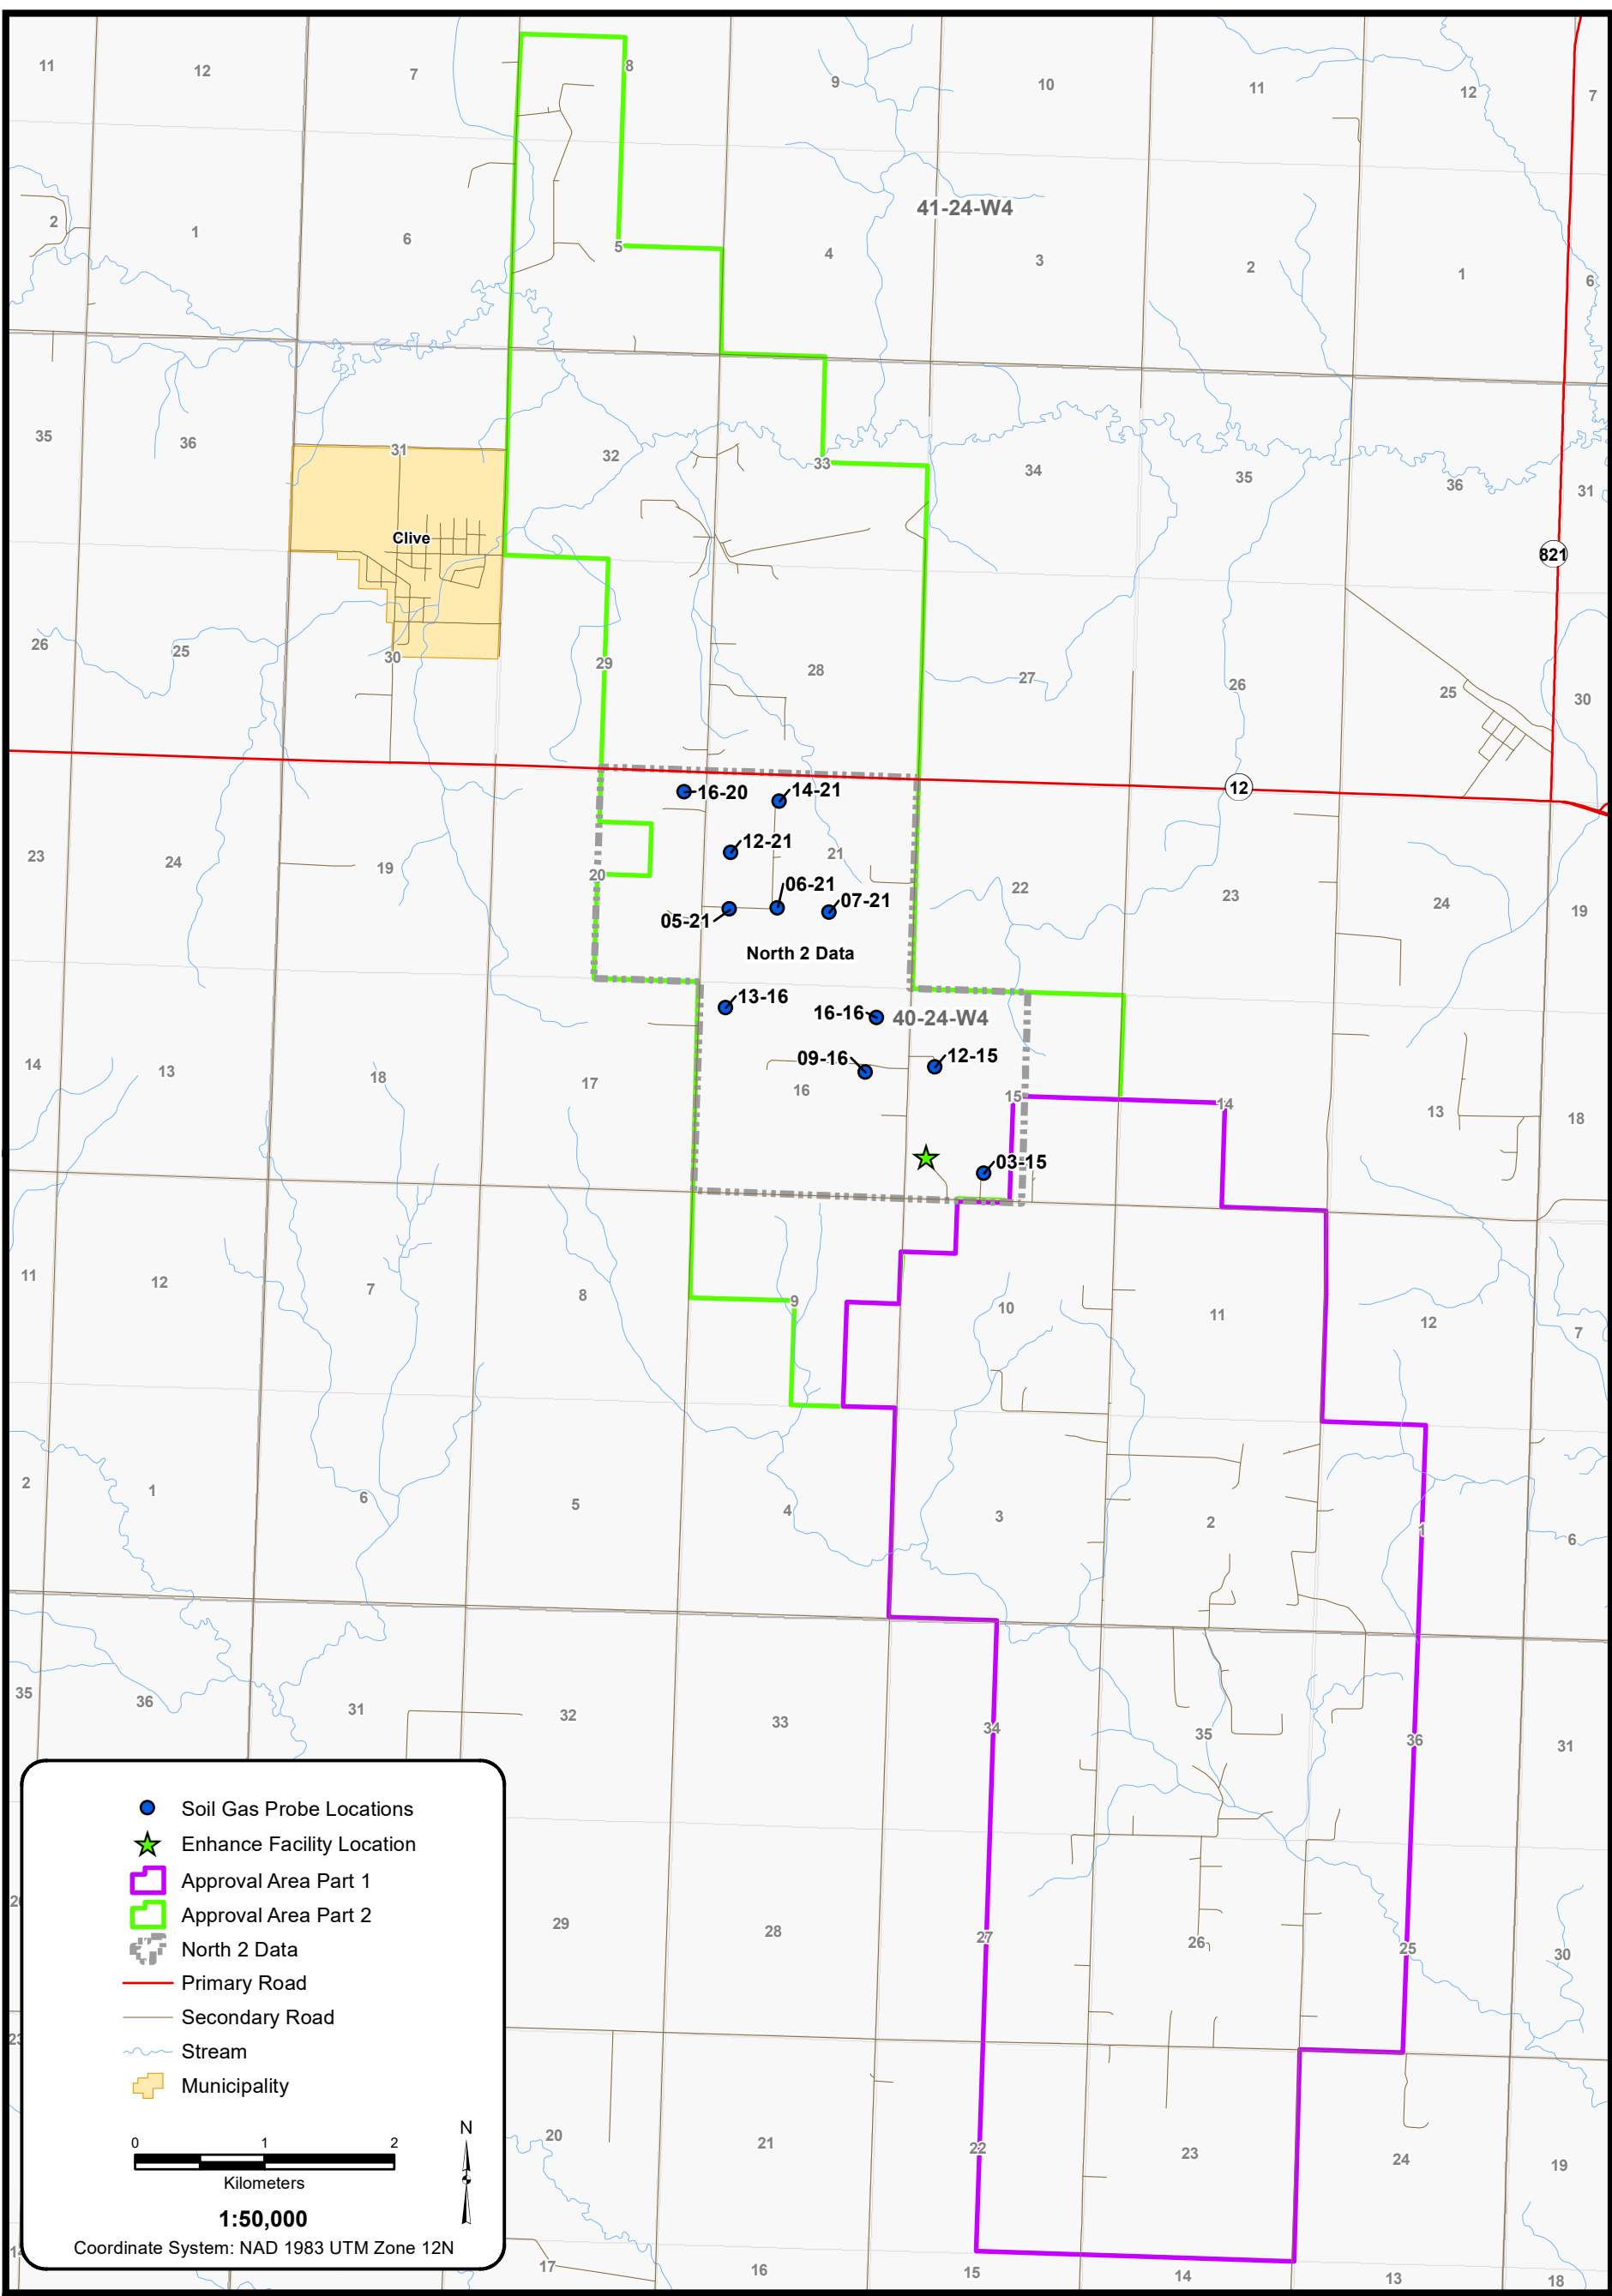 11 12 7 8 9 10 11 12 7
41-24-W4
2 1 6 5 4 3 2 1 6
35 36 31 32 33 34 35 36 31
Clive
821
26 25 30 29 28 27 26 25 30
12
16-20 14-21
12-21
23 24 19 20 21 22 23 24 19
06-21
05-21 07-21
North 2 Data
13-16
16-16 40-24-W4
09-16 12-15
14 13 18 17 16 15 14 13 18
03-15
11 12 7 8 9 10 11 12 7
2 1 6 5 4 3 2 1 6
35 36 31 32 33 34 35 36 31
29 28 27 26 25 30
20 21 22 23 24 19
17 16 15 14 13 18
Soil Gas Probe Locations
Enhance Facility Location
Approval Area Part 1
Approval Area Part 2
North 2 Data
Primary Road
Secondary Road
Stream
Municipality
0 1 2
Kilometers
N
1:50,000
Coordinate System: NAD 1983 UTM Zone 12N